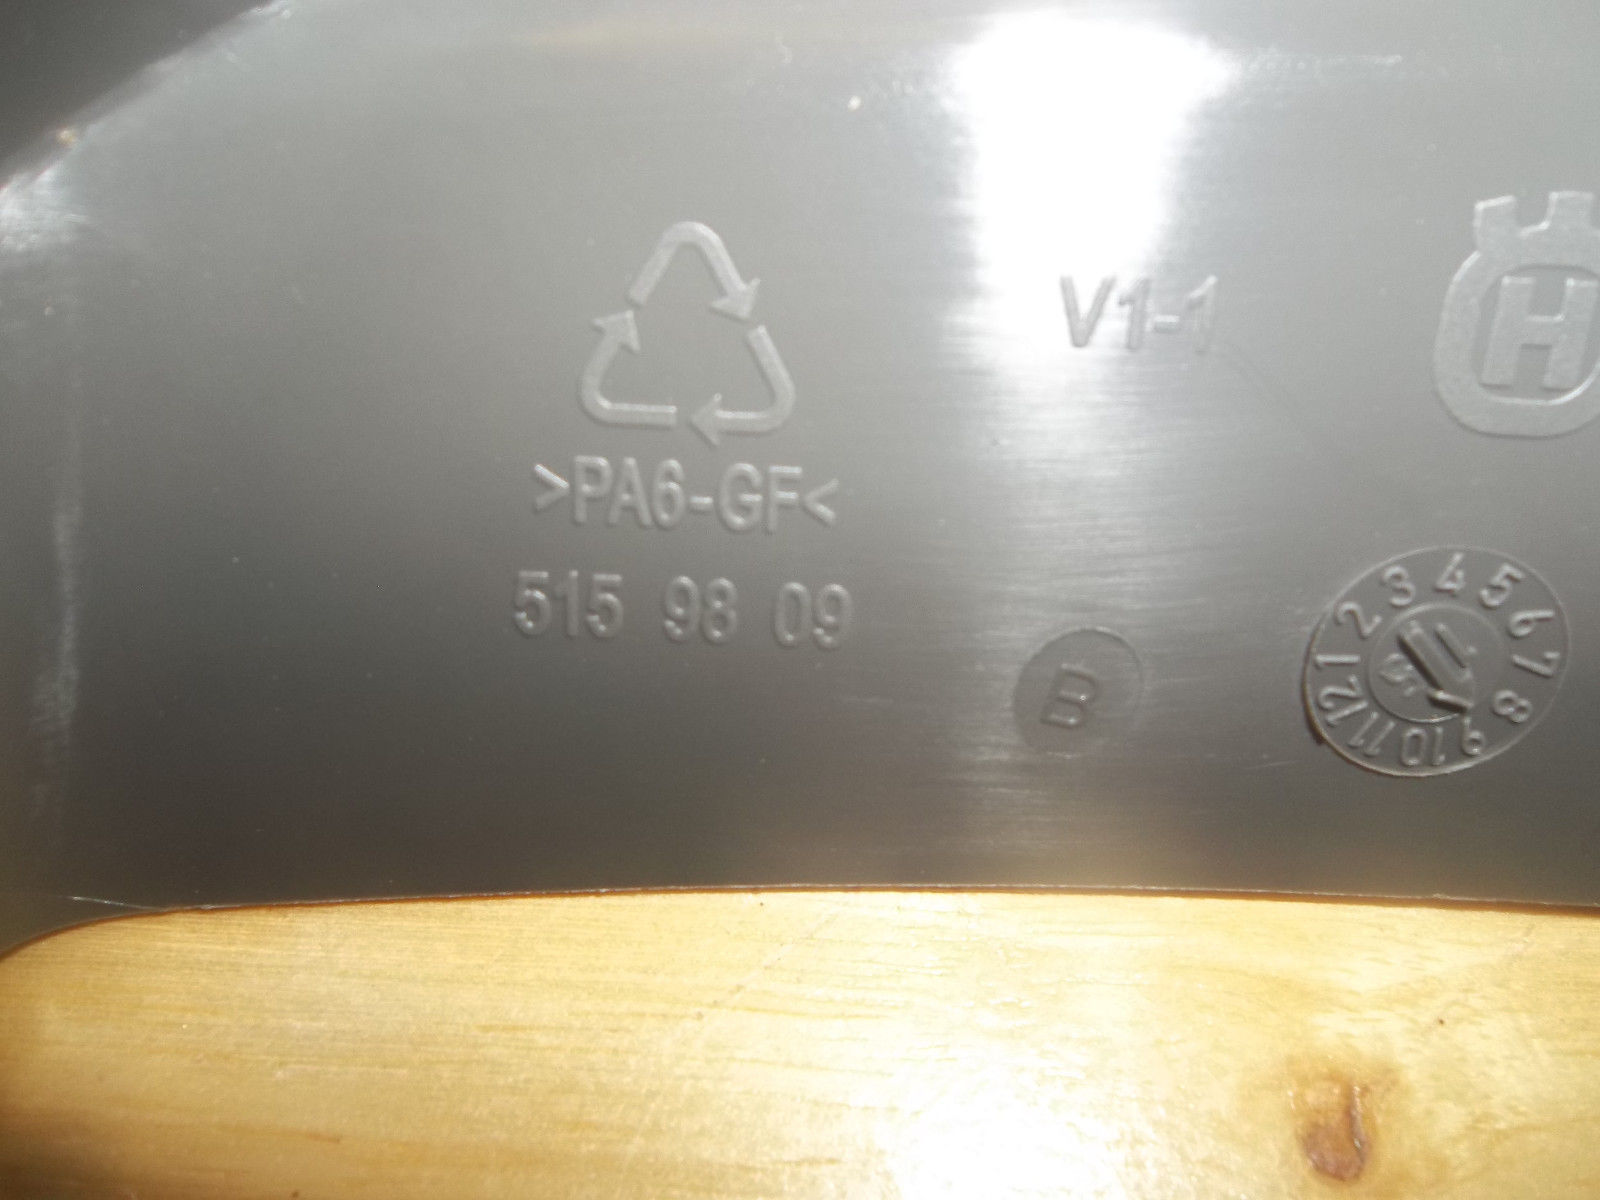 V1-1
H
>PA6-GF<
515 98 09
B
1 2 3 4 5 6 7 8 9 10 11 12